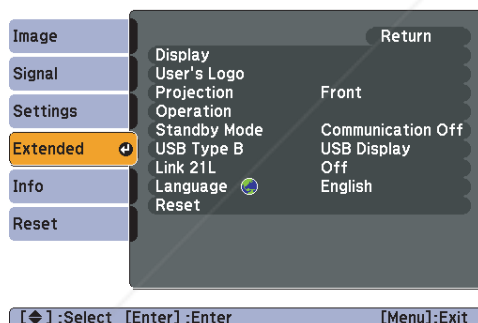 Image
Signal
Settings
Extended
Info
Reset
Return
Display
User's Logo
Projection Front
Operation
Standby Mode Communication Off
USB Type B USB Display
Link 21L Off
Language English
Reset
[◆] :Select [Enter] :Enter [Menu]:Exit